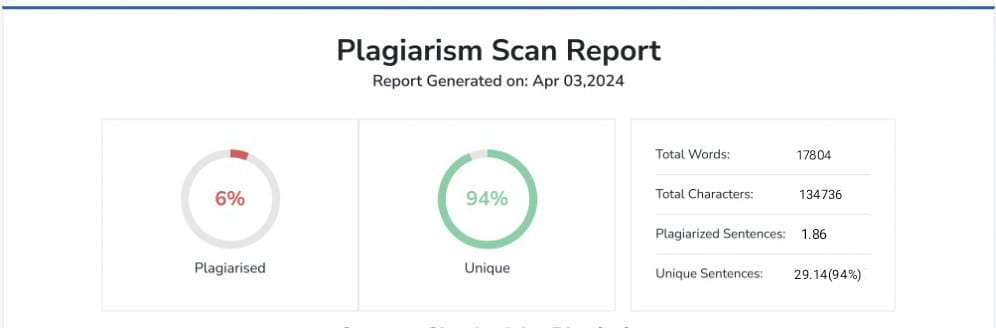 Plagiarism Scan Report
Report Generated on: Apr 03,2024
6%
Plagiarised
94%
Unique
Total Words: 17804
Total Characters: 134736
Plagiarized Sentences: 1.86
Unique Sentences: 29.14(94%)